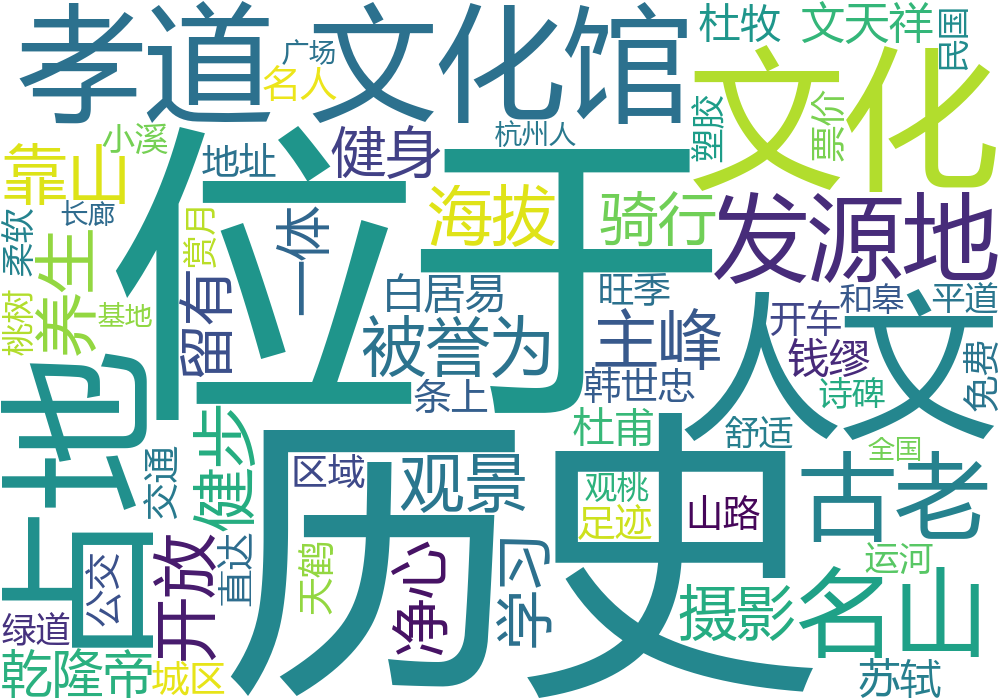 孝道
文化馆
广场
名人
杜牧
文天祥
民国
文化
塑胶
票价
小溪
靠山
地址
健身
杭州人
位于
海拔
骑行
发源地
柔软
长廊
养生
赏月
一体
留有
白居易
旺季
和皋
平道
桃树
基地
被誉为
主峰
开车
钱缪
人文
免费
占地
条上
韩世忠
诗碑
杜甫
舒适
全国
健步
交通
区域
观景
历史
观桃
足迹
山路
古老
公交
开放
直达
天鹤
净心
学习
运河
摄影
名山
绿道
乾隆帝
城区
苏轼